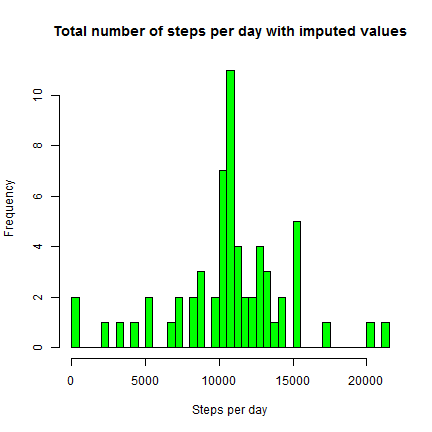 Total number of steps per day with imputed values
Frequency
10
8
6
4
2
0
0 5000 10000 15000 20000
Steps per day